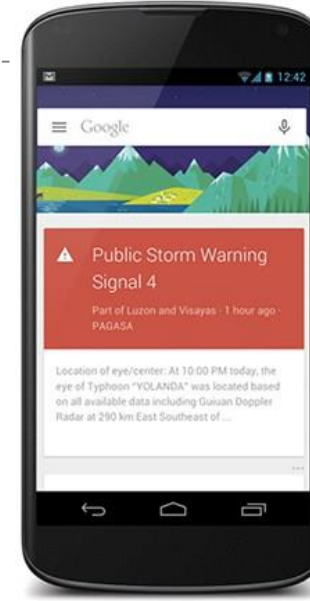 12:42
Google
Public Storm Warning
Signal 4
Part of Luzon and Visayas · 1 hour ago ·
PAGASA
Location of eye/center: At 10:00 PM today, the
eye of Typhoon “YOLANDA” was located based
on all available data including Guiuan Doppler
Radar at 290 km East Southeast of ...